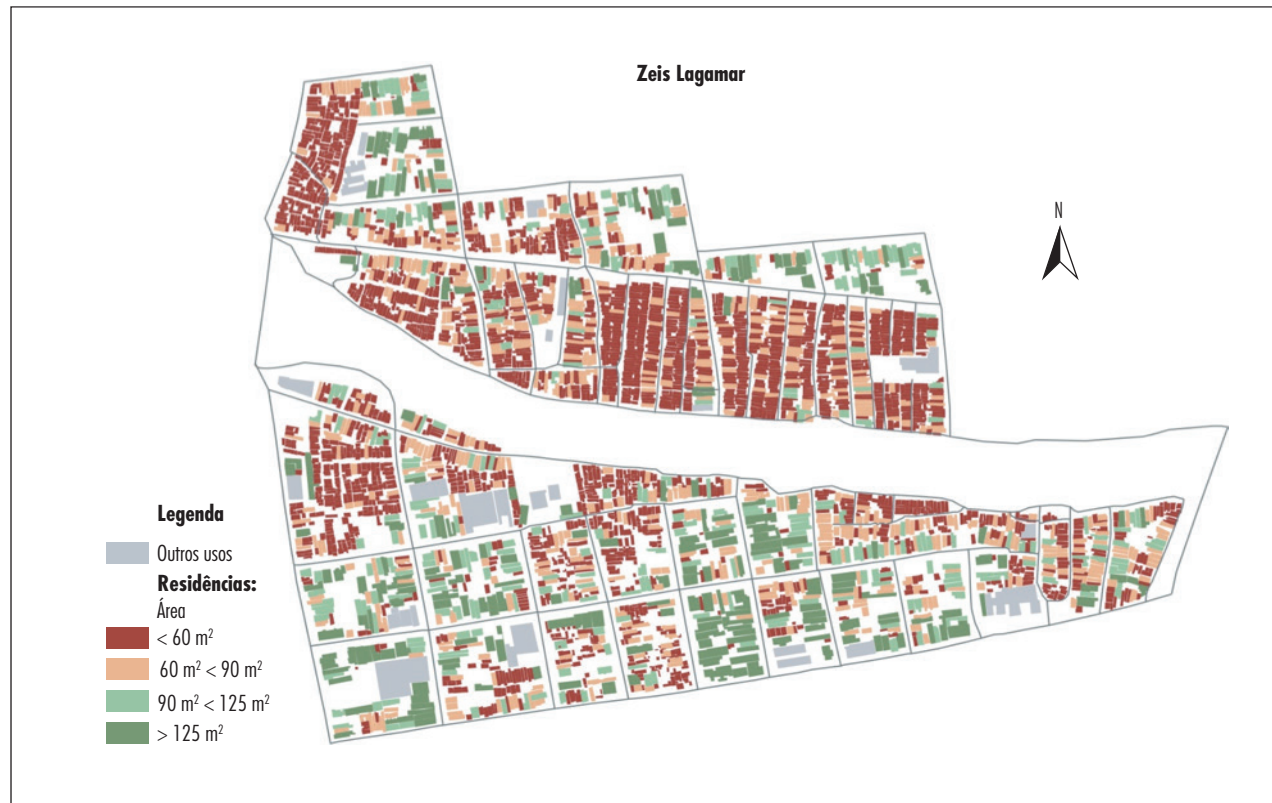 Zeis Lagamar
N
Legenda
Outros usos
Residências:
Área
< 60 m²
60 m² < 90 m²
90 m² < 125 m²
> 125 m²